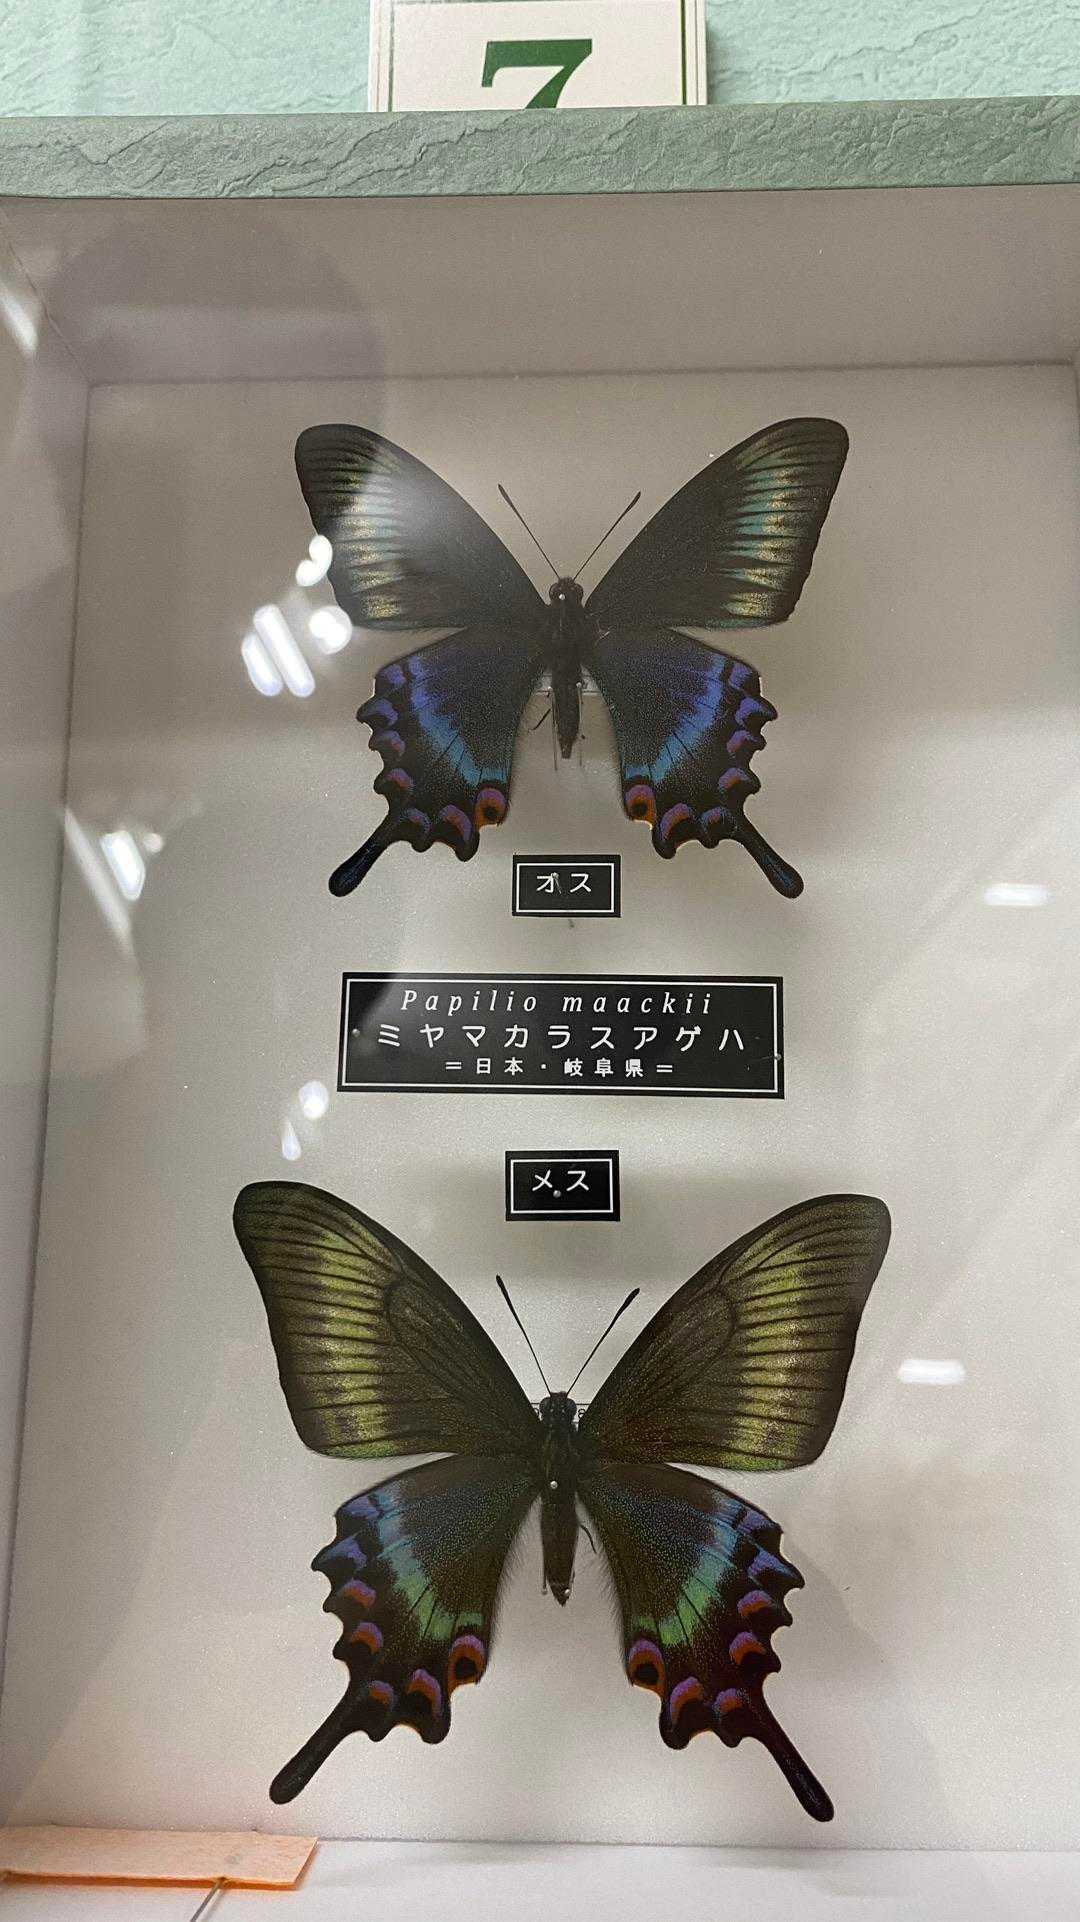 7
オス
Papilio maackii
ミヤマカラスアゲハ
=日本・岐阜県=
メス